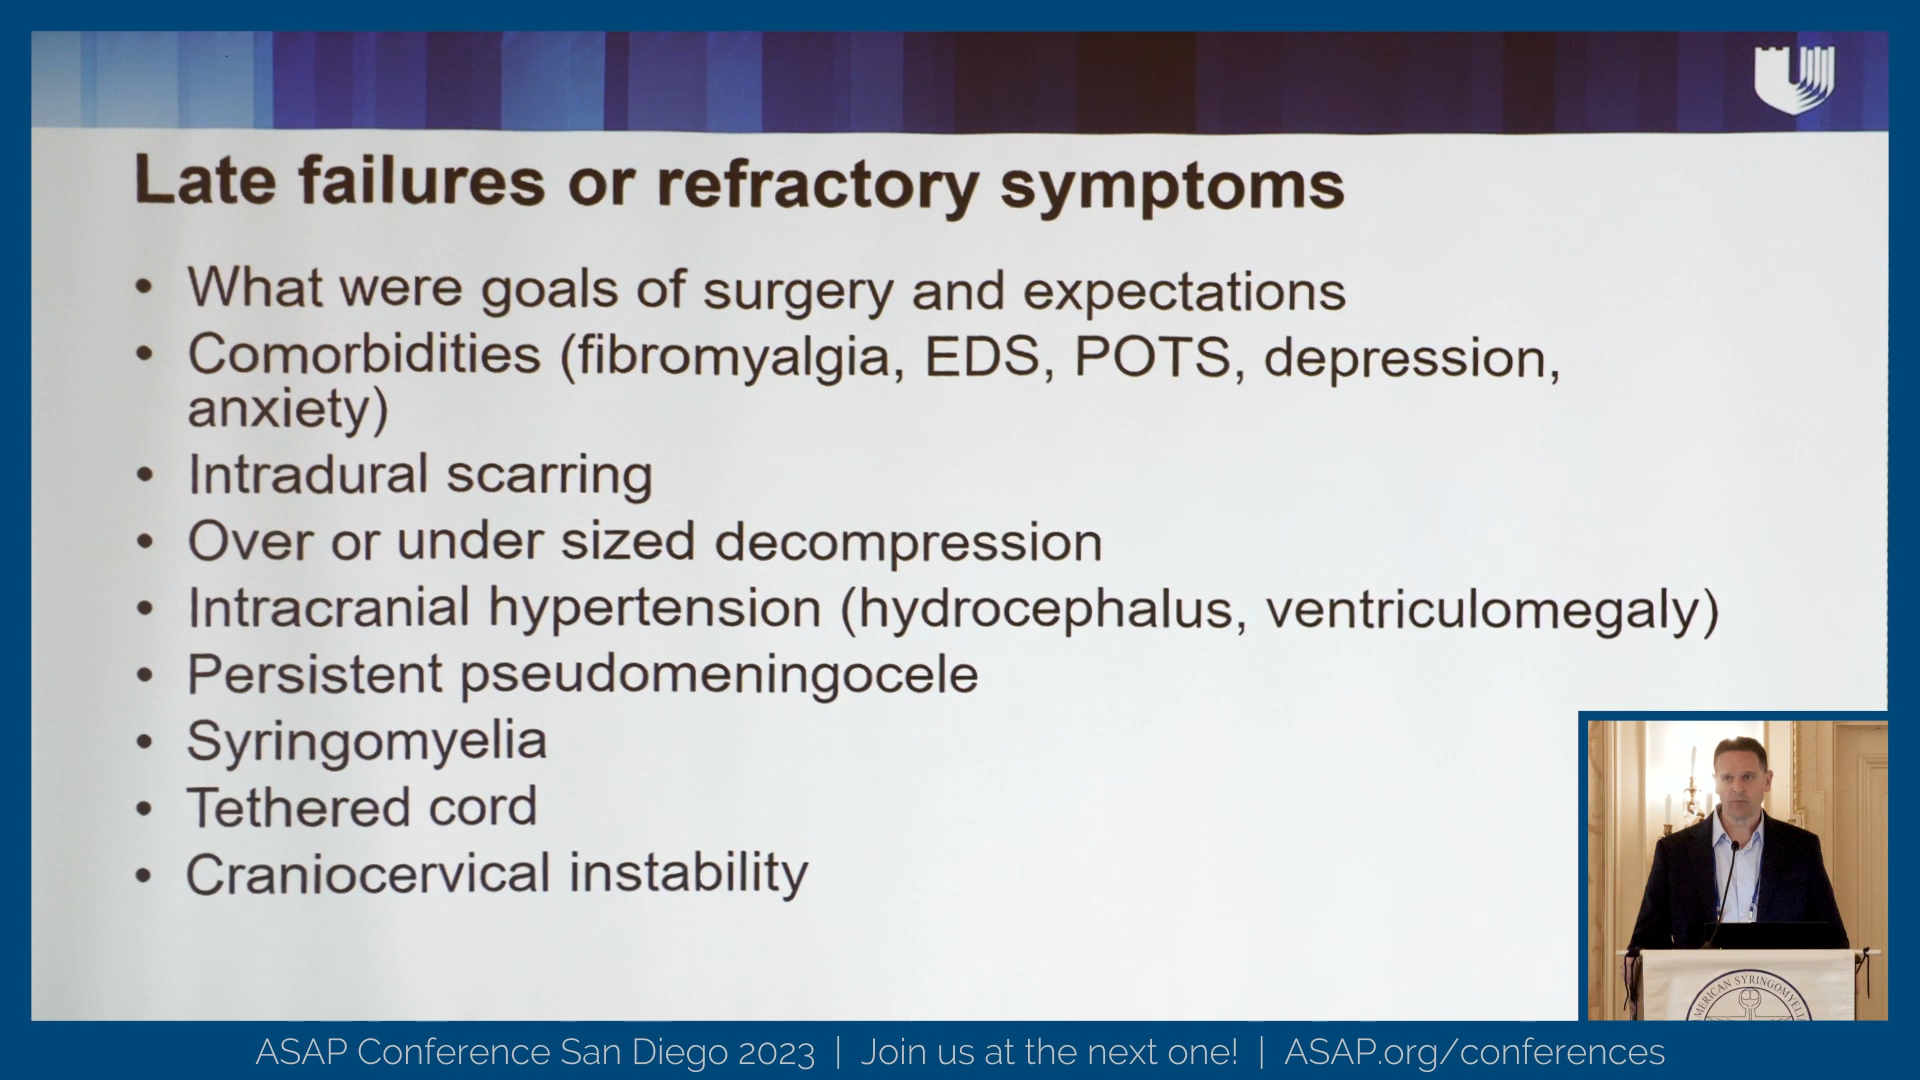 Late failures or refractory symptoms
• What were goals of surgery and expectations
• Comorbidities (fibromyalgia, EDS, POTS, depression,
anxiety)
• Intradural scarring
• Over or under sized decompression
• Intracranial hypertension (hydrocephalus, ventriculomegaly)
• Persistent pseudomeningocele
• Syringomyelia
• Tethered cord
• Craniocervical instability
ASAP Conference San Diego 2023 | Join us at the next one! | ASAP.org/conferences